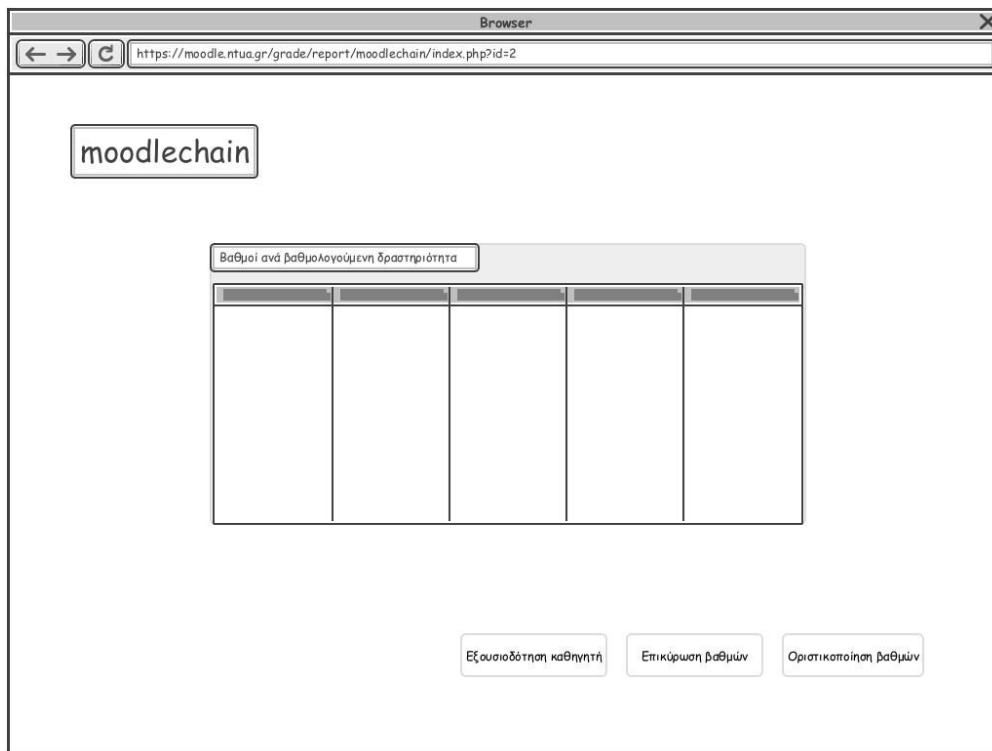 Browser
https://moodle.ntua.gr/grade/report/moodlechain/index.php?id=2
moodlechain
Βαθμοί ανά βαθμολογούμενη δραστηριότητα
Εξουσιοδότηση καθηγητή
Επικύρωση βαθμών
Οριστικοποίηση βαθμών